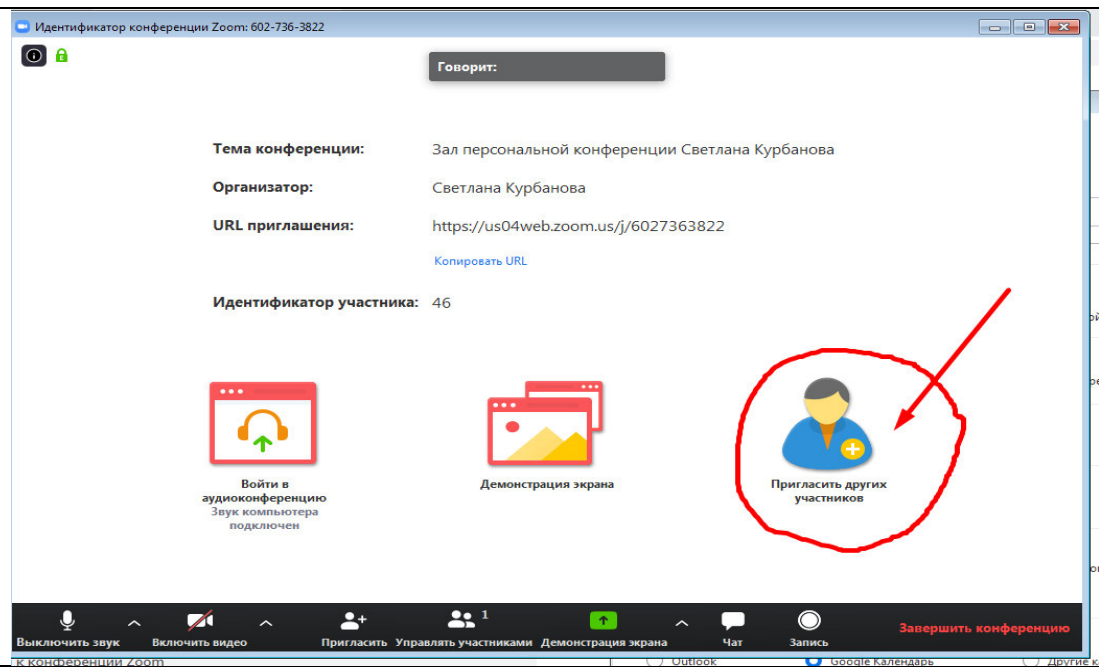 Идентификатор конференции Zoom: 602-736-3822
Говорит:
Тема конференции: Зал персональной конференции Светлана Курбанова
Организатор: Светлана Курбанова
URL приглашения: https://us04web.zoom.us/j/6027363822
Копировать URL
Идентификатор участника: 46
Войти в
аудиоконференцию
Звук компьютера
подключен
Демонстрация экрана
Пригласить других
участников
1
Выключить звук Включить видео Пригласить Управлять участниками Демонстрация экрана Чат Запись Завершить конференцию
к конференции Zoom Outlook Google Календарь Другие к